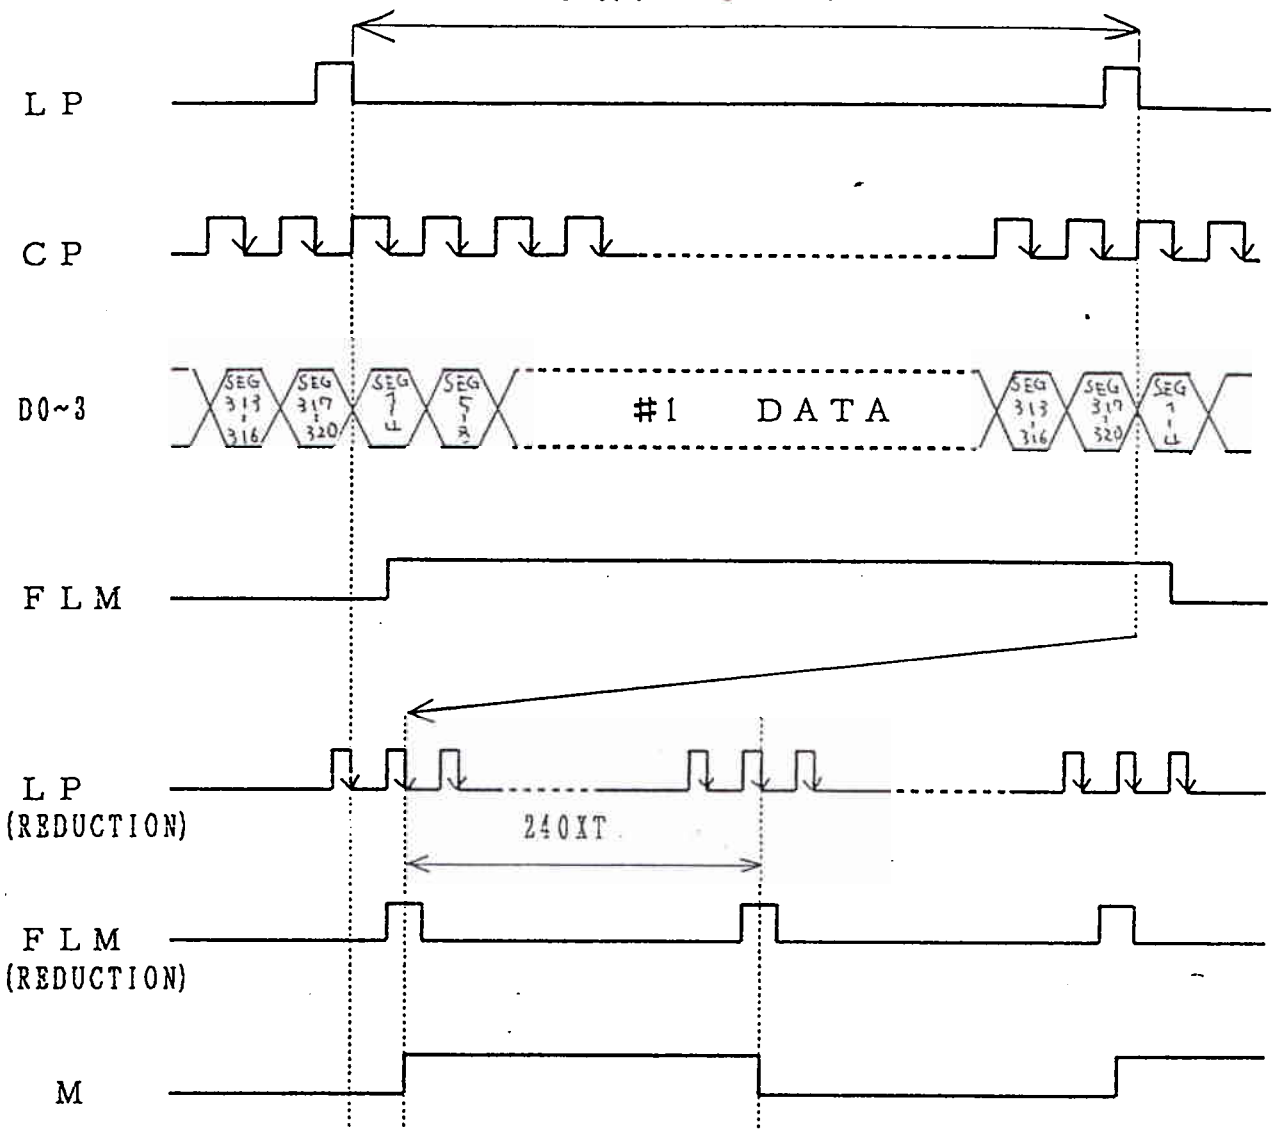 LP
CP
D0~3
SEG
313
316
SEG
317
320
SEG
1
4
SEG
5
8
#1 DATA
SEG
313
316
SEG
317
320
SEG
1
4
FLM
LP
(REDUCTION)
240XT
FLM
(REDUCTION)
M